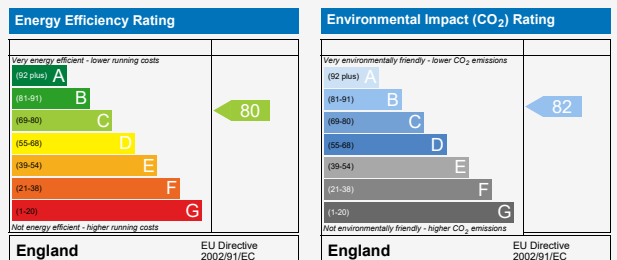 Energy Efficiency Rating
Very energy efficient - lower running costs
(92 plus) A
(81-91) B
(69-80) C
(55-68) D
(39-54) E
(21-38) F
(1-20) G
80
Not energy efficient - higher running costs
England
EU Directive
2002/91/EC
Environmental Impact (CO2) Rating
Very environmentally friendly - lower CO2 emissions
(92 plus) A
(81-91) B
(69-80) C
(55-68) D
(39-54) E
(21-38) F
(1-20) G
82
Not environmentally friendly - higher CO2 emissions
England
EU Directive
2002/91/EC